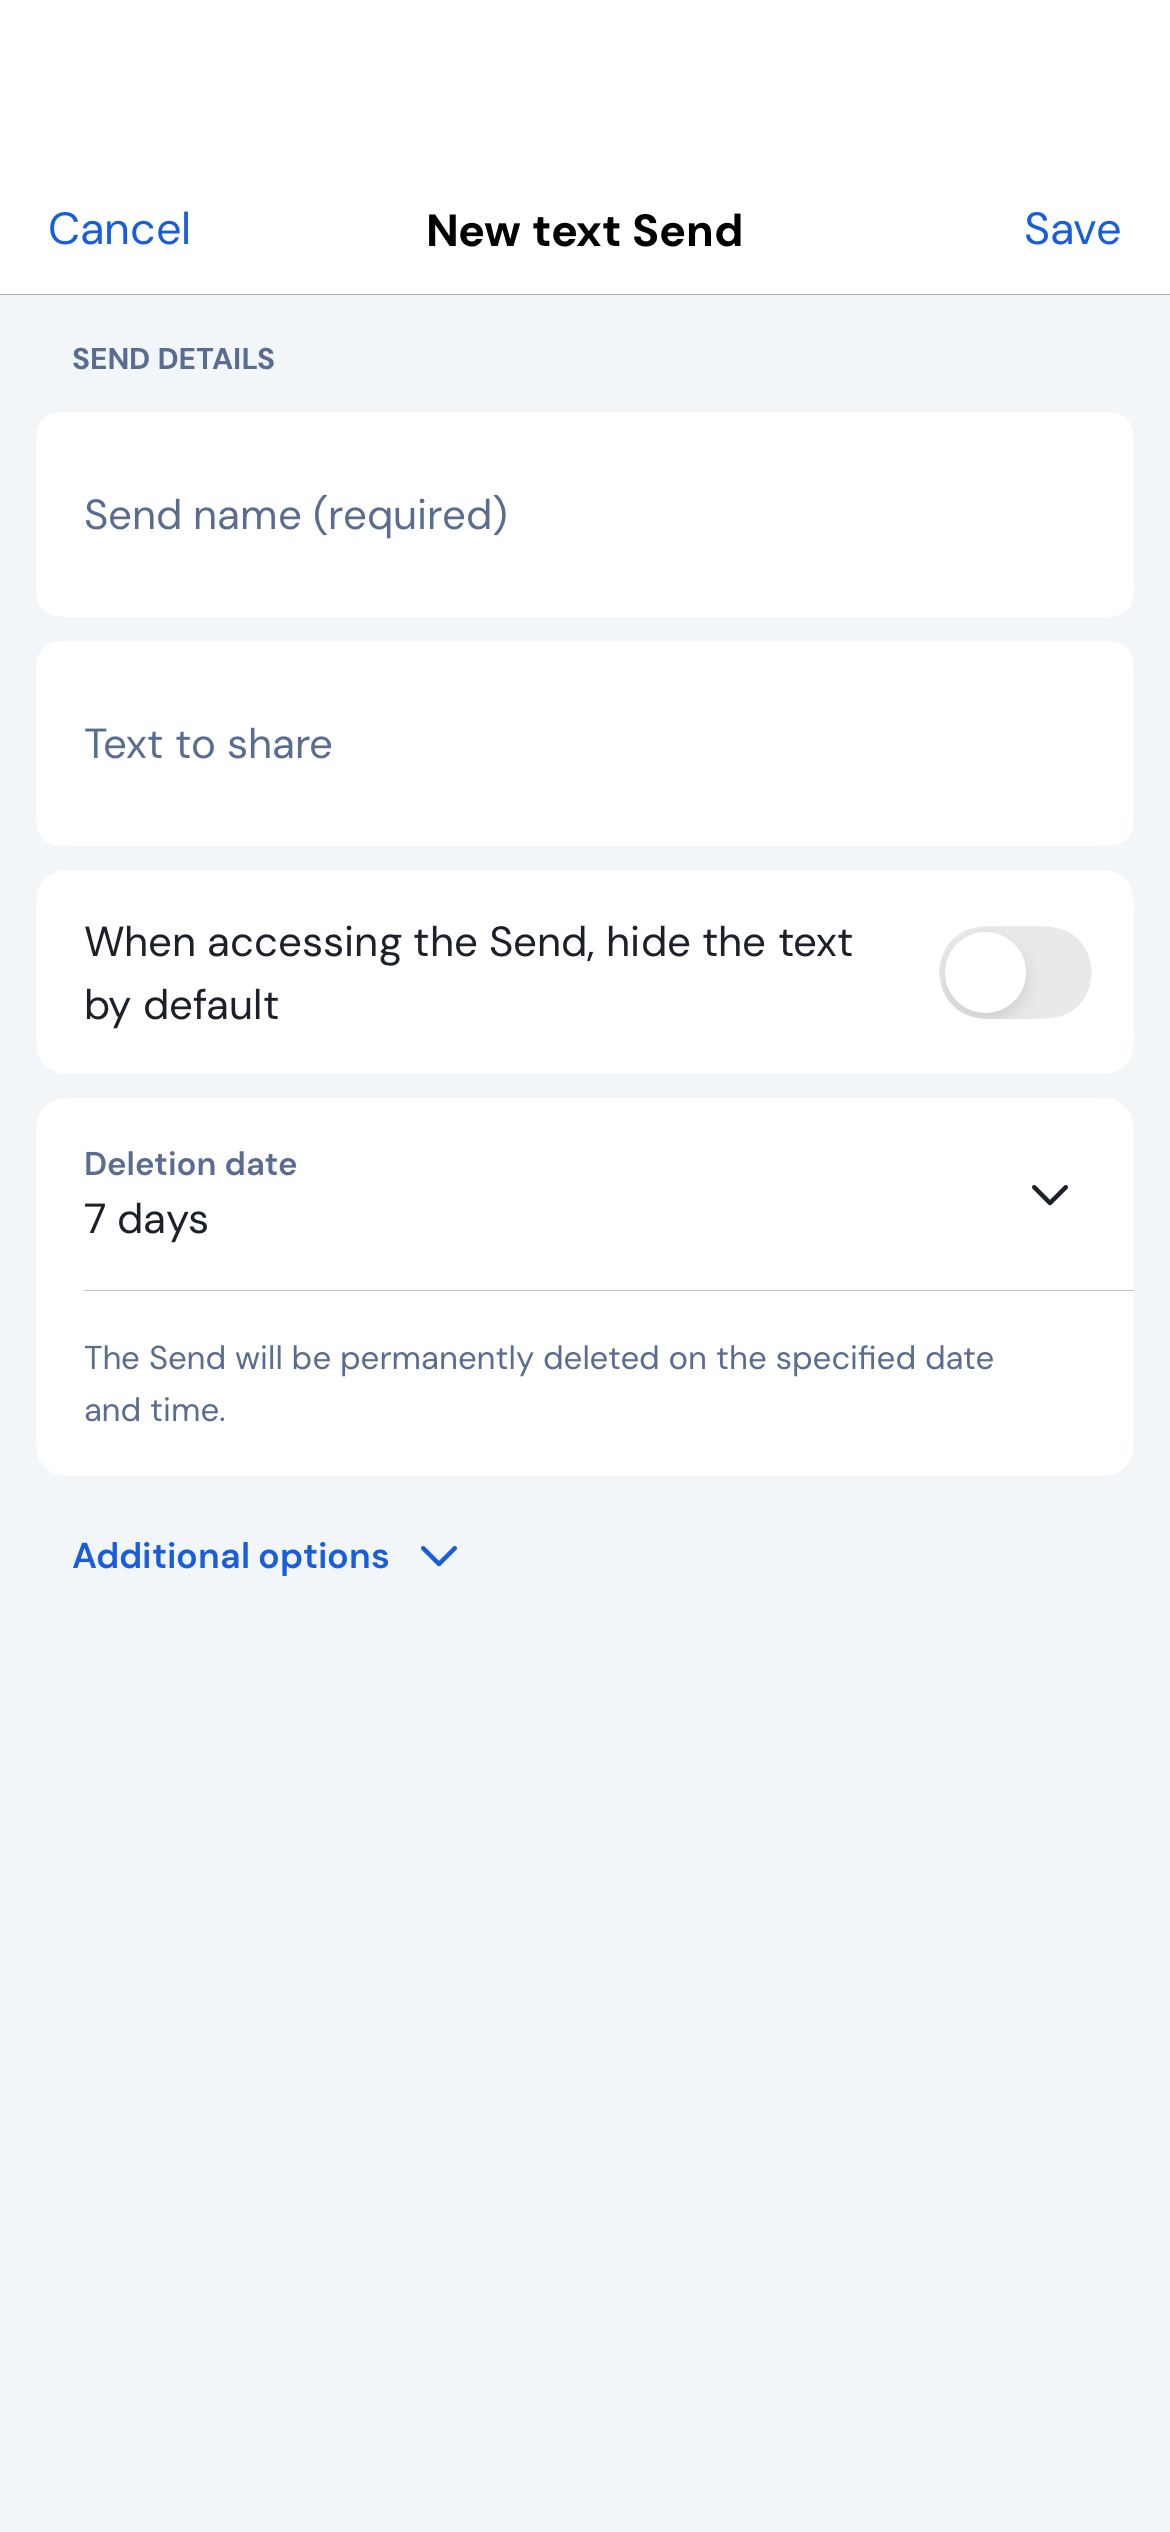 Cancel
New text Send
Save
SEND DETAILS
Send name (required)
Text to share
When accessing the Send, hide the text
by default
Deletion date
7 days
The Send will be permanently deleted on the specified date
and time.
Additional options